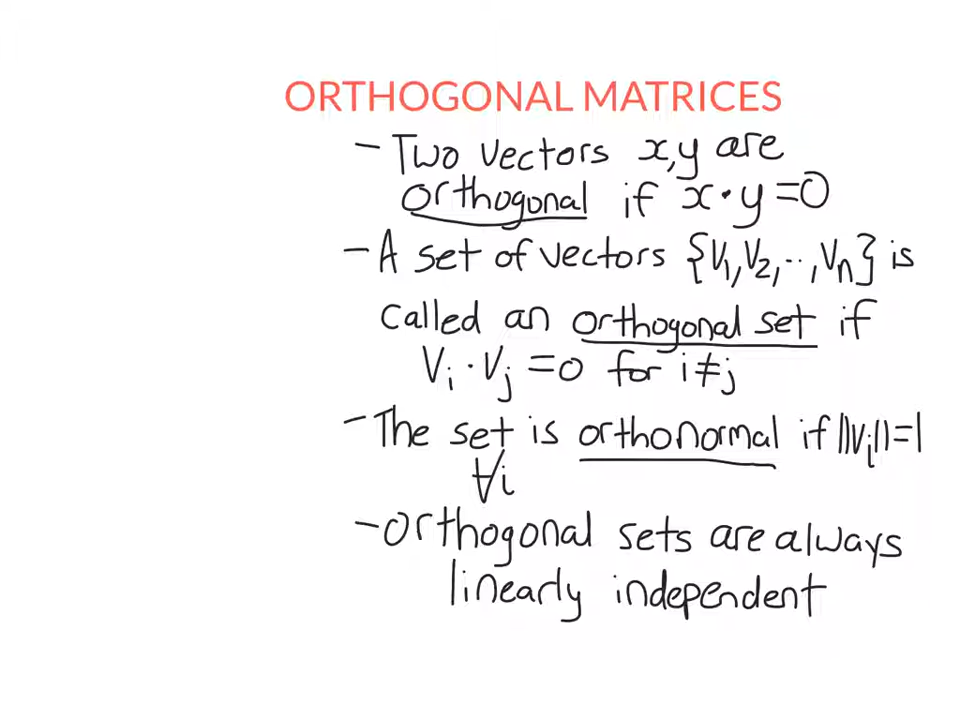 ORTHOGONAL MATRICES
- Two vectors x,y are
orthogonal if x·y=0
- A set of vectors {V₁,V₂,..,Vₙ} is
called an orthogonal set if
Vᵢ·Vⱼ=0 for i≠j
- The set is orthonormal if ||Vᵢ||=1
∀i
- Orthogonal sets are always
linearly independent